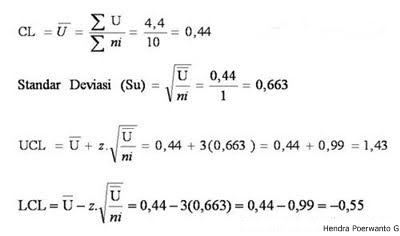 CL = U̅ = ∑ U / ∑ ni = 4,4 / 10 = 0,44
Standar Deviasi (Su) = √(U̅ / ni) = 0,44 / 1 = 0,663
UCL = U̅ + z.√(U̅ / ni) = 0,44 + 3(0,663 ) = 0,44 + 0,99 = 1,43
LCL = U̅ – z.√(U̅ / ni) = 0,44 – 3(0,663) = 0,44 – 0,99 = –0,55
Hendra Poerwanto G